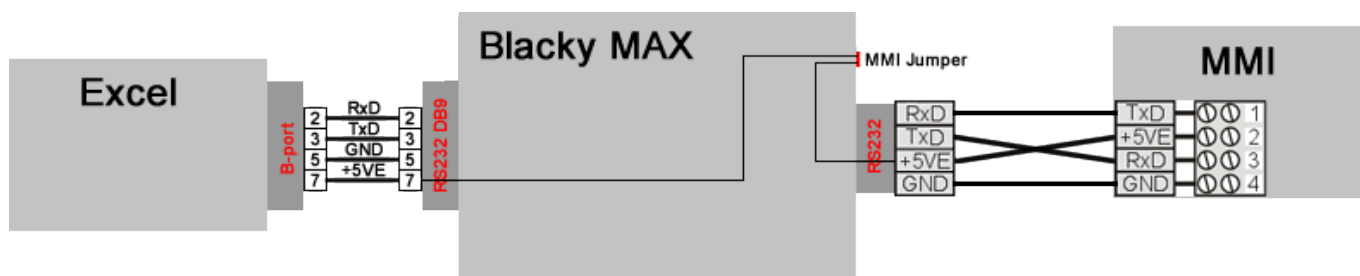 Excel
B-port
2 RxD 2
3 TxD 3
5 GND 5
7 +5VE 7
RS232 DB9
Blacky MAX
MMI Jumper
RS232
RxD
TxD
+5VE
GND
MMI
TxD 1
+5VE 2
RxD 3
GND 4